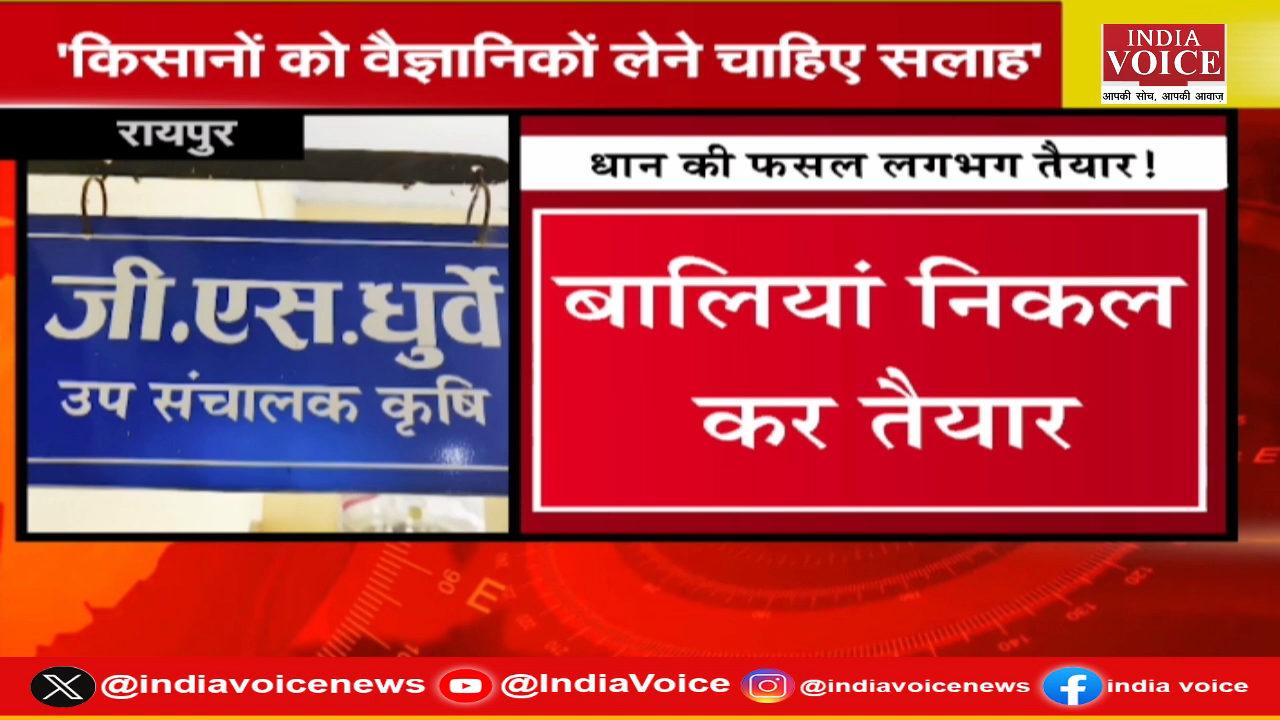 'किसानों को वैज्ञानिकों लेने चाहिए सलाह'
INDIA
VOICE
आपकी सोच, आपकी आवाज़
रायपुर
धान की फसल लगभग तैयार!
जी.एस.धुर्वे
उप संचालक कृषि
बालियां निकल
कर तैयार
@indiavoicenews @IndiaVoice @indiavoicenews india voice